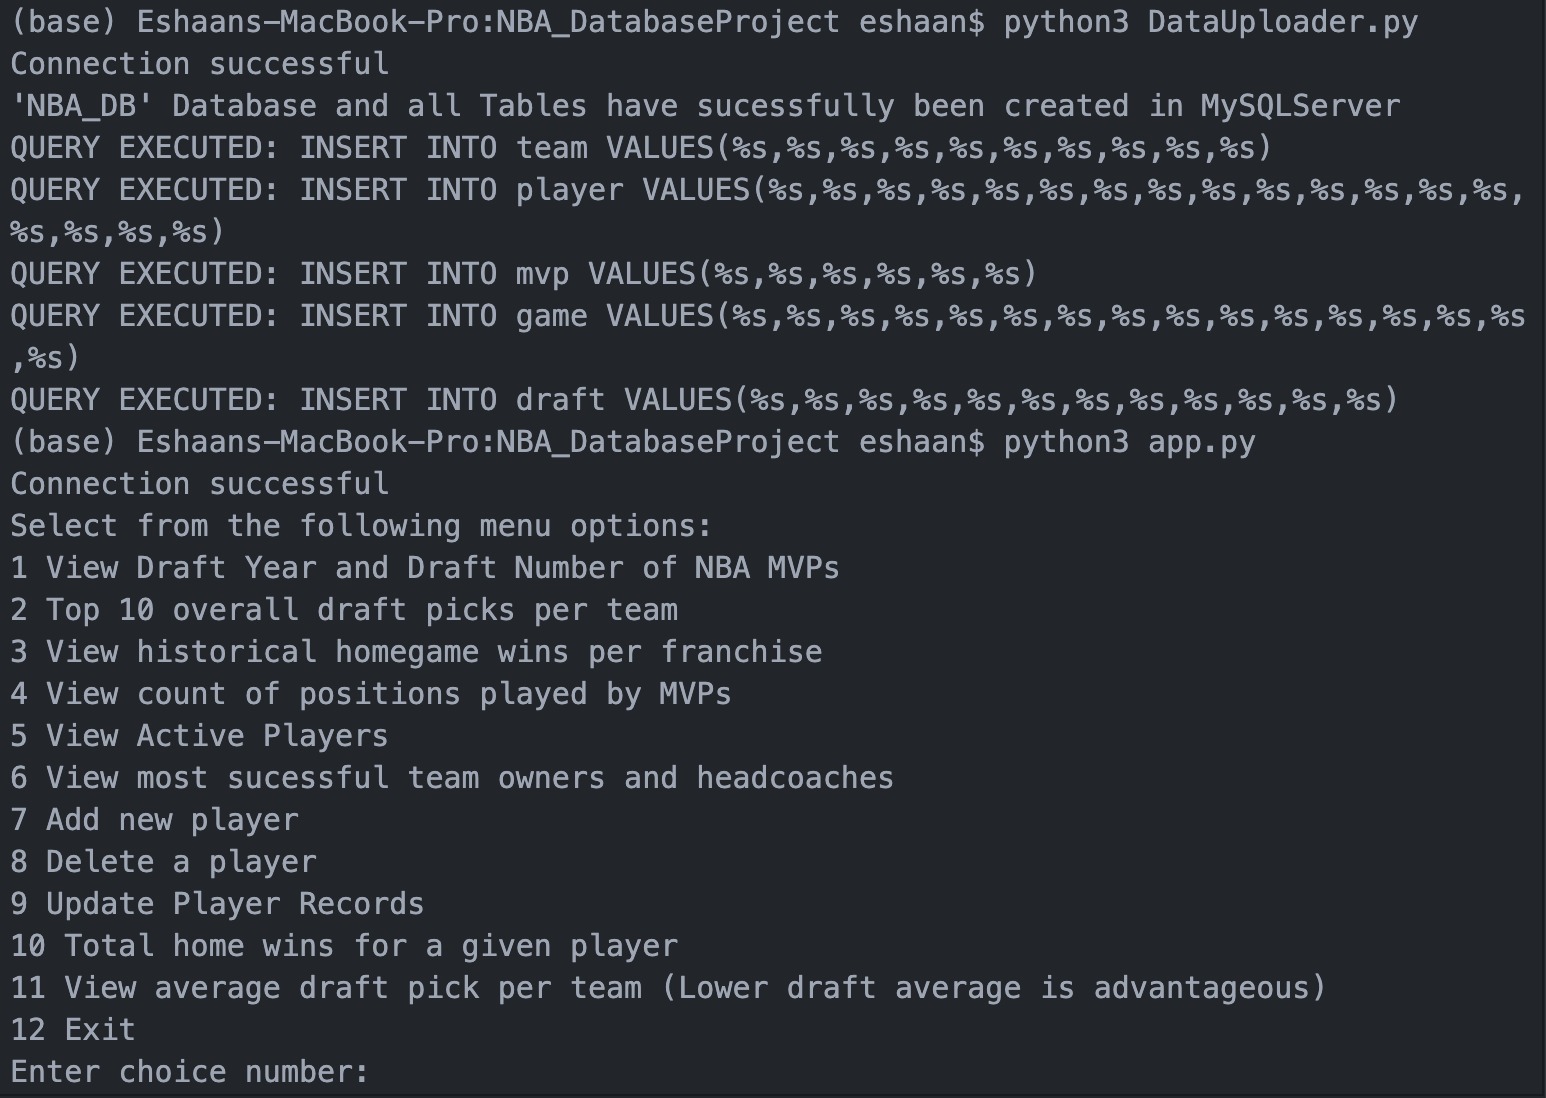 (base) Eshaans-MacBook-Pro:NBA_DatabaseProject eshaan$ python3 DataUploader.py
Connection successful
'NBA_DB' Database and all Tables have sucessfully been created in MySQLServer
QUERY EXECUTED: INSERT INTO team VALUES(%s,%s,%s,%s,%s,%s,%s,%s,%s,%s)
QUERY EXECUTED: INSERT INTO player VALUES(%s,%s,%s,%s,%s,%s,%s,%s,%s,%s,%s,%s,%s,%s,
%s,%s,%s,%s)
QUERY EXECUTED: INSERT INTO mvp VALUES(%s,%s,%s,%s,%s,%s)
QUERY EXECUTED: INSERT INTO game VALUES(%s,%s,%s,%s,%s,%s,%s,%s,%s,%s,%s,%s,%s,%s,%s
,%s)
QUERY EXECUTED: INSERT INTO draft VALUES(%s,%s,%s,%s,%s,%s,%s,%s,%s,%s,%s,%s)
(base) Eshaans-MacBook-Pro:NBA_DatabaseProject eshaan$ python3 app.py
Connection successful
Select from the following menu options:
1 View Draft Year and Draft Number of NBA MVPs
2 Top 10 overall draft picks per team
3 View historical homegame wins per franchise
4 View count of positions played by MVPs
5 View Active Players
6 View most sucessful team owners and headcoaches
7 Add new player
8 Delete a player
9 Update Player Records
10 Total home wins for a given player
11 View average draft pick per team (Lower draft average is advantageous)
12 Exit
Enter choice number: